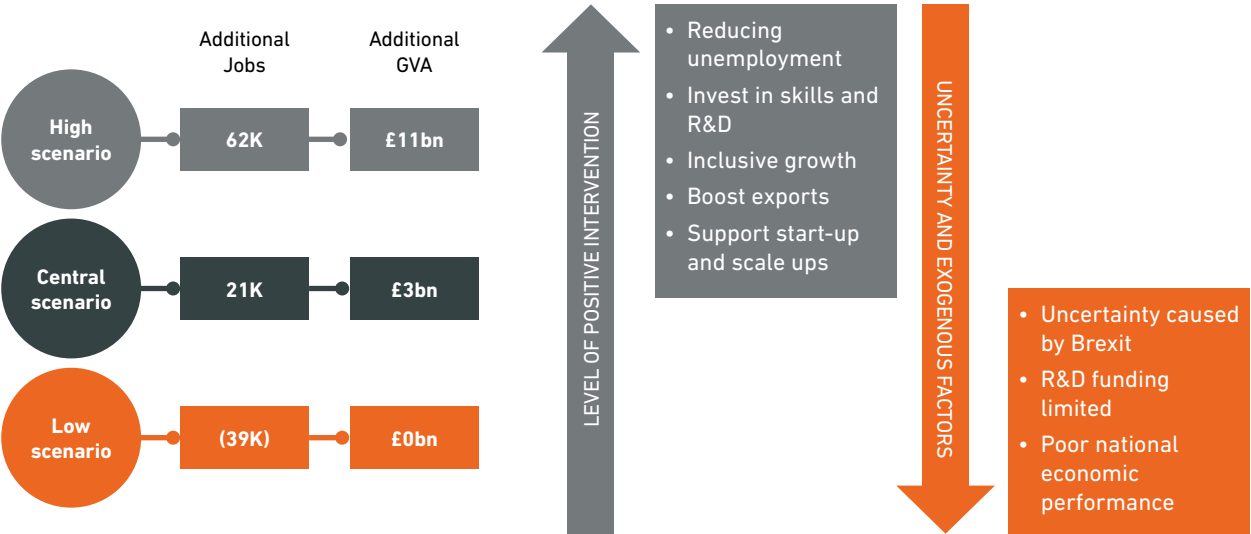 Additional
Jobs
Additional
GVA
High
scenario
62K
£11bn
Central
scenario
21K
£3bn
Low
scenario
(39K)
£0bn
LEVEL OF POSITIVE INTERVENTION
• Reducing
unemployment
• Invest in skills and
R&D
• Inclusive growth
• Boost exports
• Support start-up
and scale ups
UNCERTAINTY AND EXOGENOUS FACTORS
• Uncertainty caused
by Brexit
• R&D funding
limited
• Poor national
economic
performance